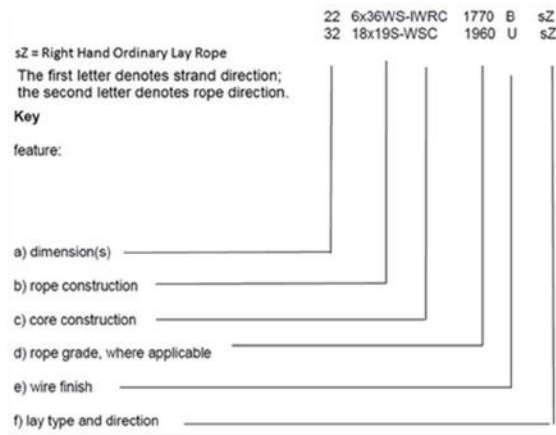 22 6x36WS-IWRC 1770 B sZ
32 18x19S-WSC 1960 U sZ
sZ = Right Hand Ordinary Lay Rope
The first letter denotes strand direction;
the second letter denotes rope direction.
Key
feature:
a) dimension(s)
b) rope construction
c) core construction
d) rope grade, where applicable
e) wire finish
f) lay type and direction